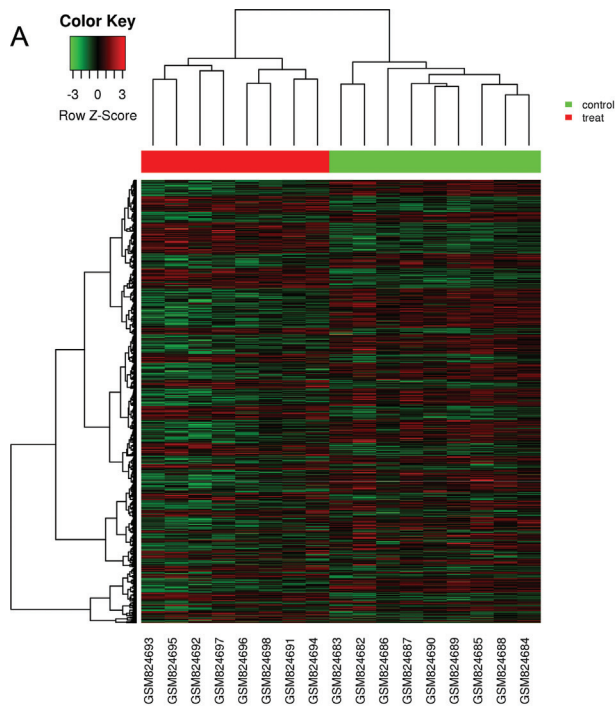 A
Color Key
-3 0 3
Row Z-Score
control
treat
GSM824693
GSM824695
GSM824692
GSM824697
GSM824696
GSM824698
GSM824691
GSM824694
GSM824683
GSM824682
GSM824686
GSM824687
GSM824690
GSM824689
GSM824685
GSM824688
GSM824684